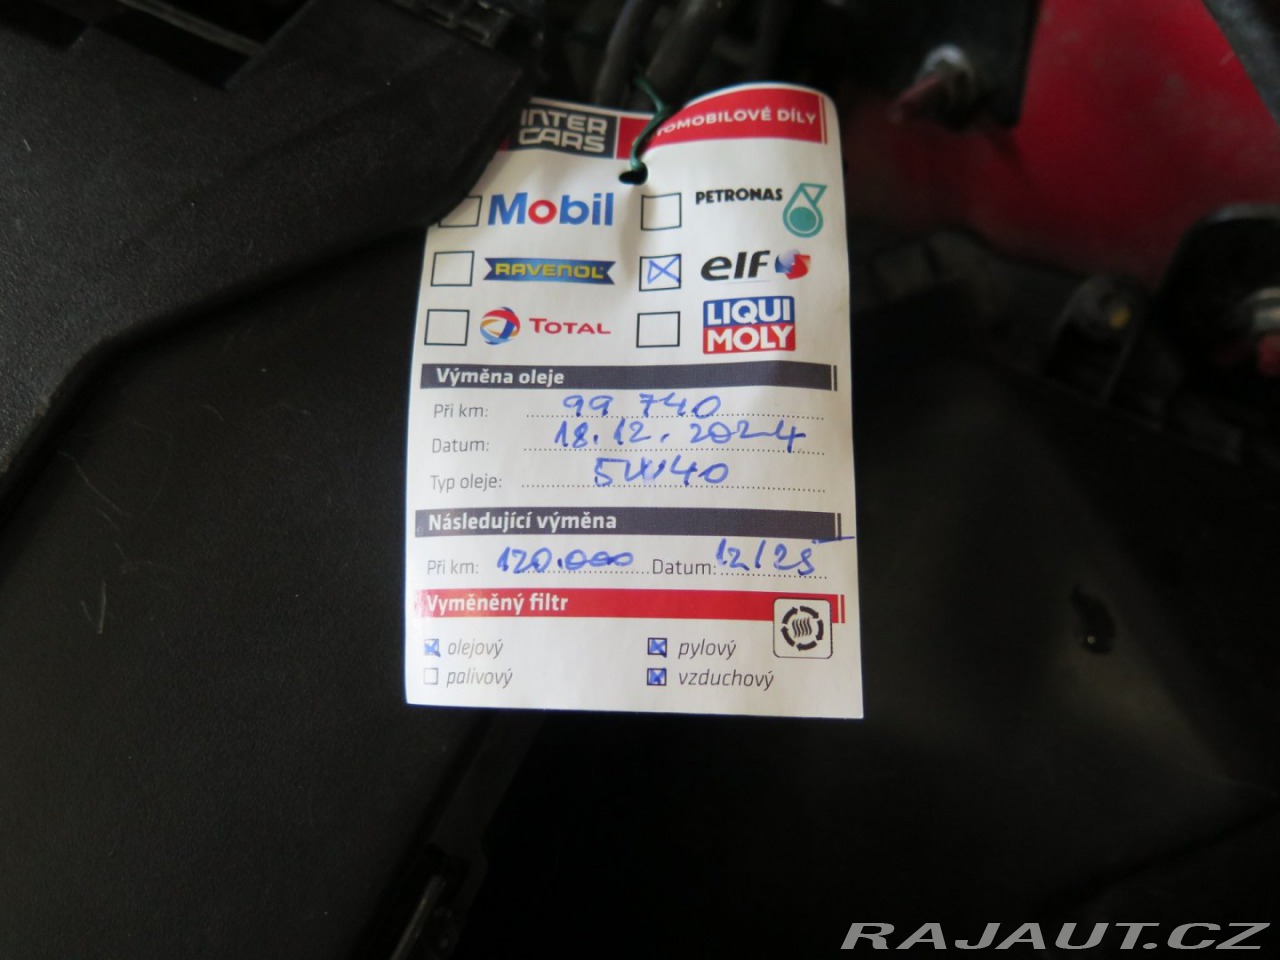 INTER CARS
TOMOBILOVÉ DÍLY
Mobil
PETRONAS
RAVENOL
elf
TOTAL
LIQUI MOLY
Výměna oleje
Při km: 99 740
Datum: 18.12.2024
Typ oleje: 5W40
Následující výměna
Při km: 120.000 Datum: 12/25
Vyměněný filtr
olejový
pylový
palivový
vzduchový
RAJAUT.CZ